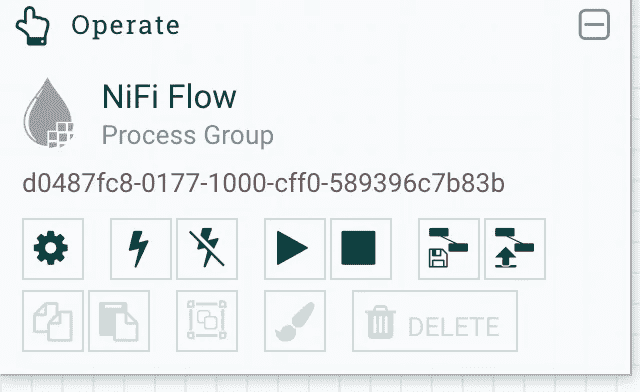 Operate
NiFi Flow
Process Group
d0487fc8-0177-1000-cff0-589396c7b83b
DELETE